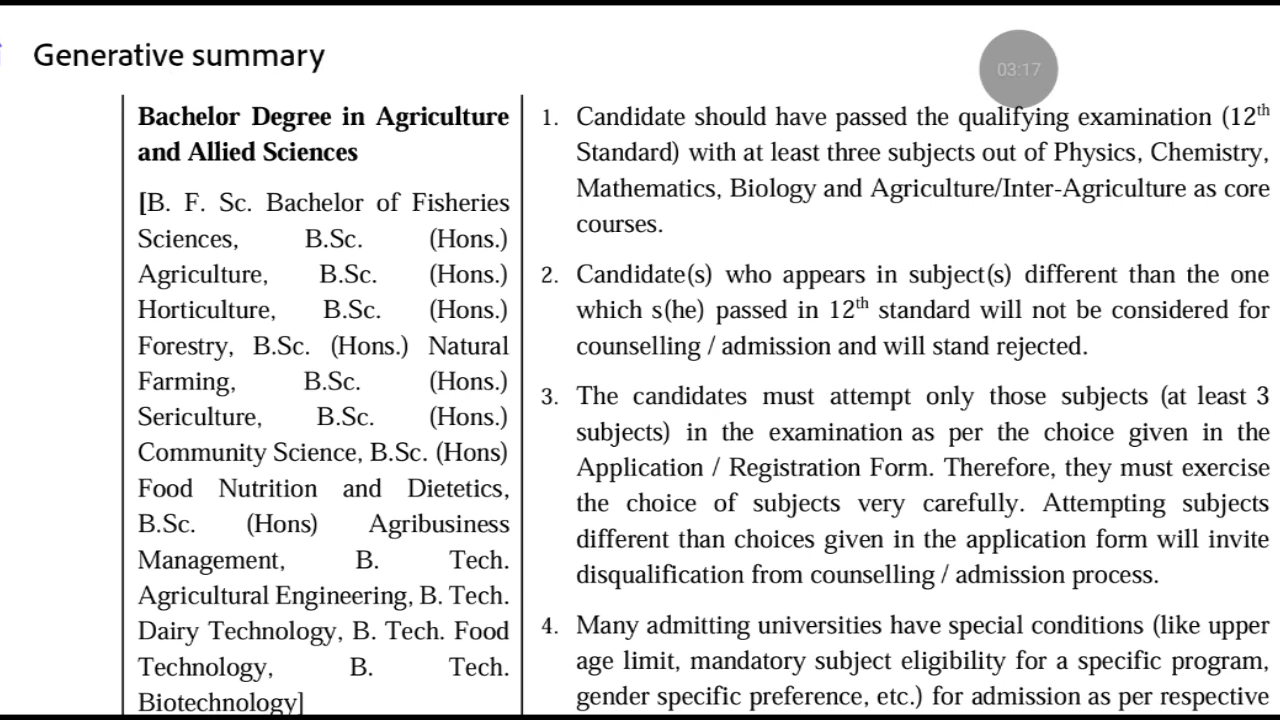 Generative summary
03:17
Bachelor Degree in Agriculture
and Allied Sciences
[B. F. Sc. Bachelor of Fisheries
Sciences, B.Sc. (Hons.)
Agriculture, B.Sc. (Hons.)
Horticulture, B.Sc. (Hons.)
Forestry, B.Sc. (Hons.) Natural
Farming, B.Sc. (Hons.)
Sericulture, B.Sc. (Hons.)
Community Science, B.Sc. (Hons)
Food Nutrition and Dietetics,
B.Sc. (Hons) Agribusiness
Management, B. Tech.
Agricultural Engineering, B. Tech.
Dairy Technology, B. Tech. Food
Technology, B. Tech.
Biotechnology]
1. Candidate should have passed the qualifying examination (12th
Standard) with at least three subjects out of Physics, Chemistry,
Mathematics, Biology and Agriculture/Inter-Agriculture as core
courses.
2. Candidate(s) who appears in subject(s) different than the one
which s(he) passed in 12th standard will not be considered for
counselling / admission and will stand rejected.
3. The candidates must attempt only those subjects (at least 3
subjects) in the examination as per the choice given in the
Application / Registration Form. Therefore, they must exercise
the choice of subjects very carefully. Attempting subjects
different than choices given in the application form will invite
disqualification from counselling / admission process.
4. Many admitting universities have special conditions (like upper
age limit, mandatory subject eligibility for a specific program,
gender specific preference, etc.) for admission as per respective